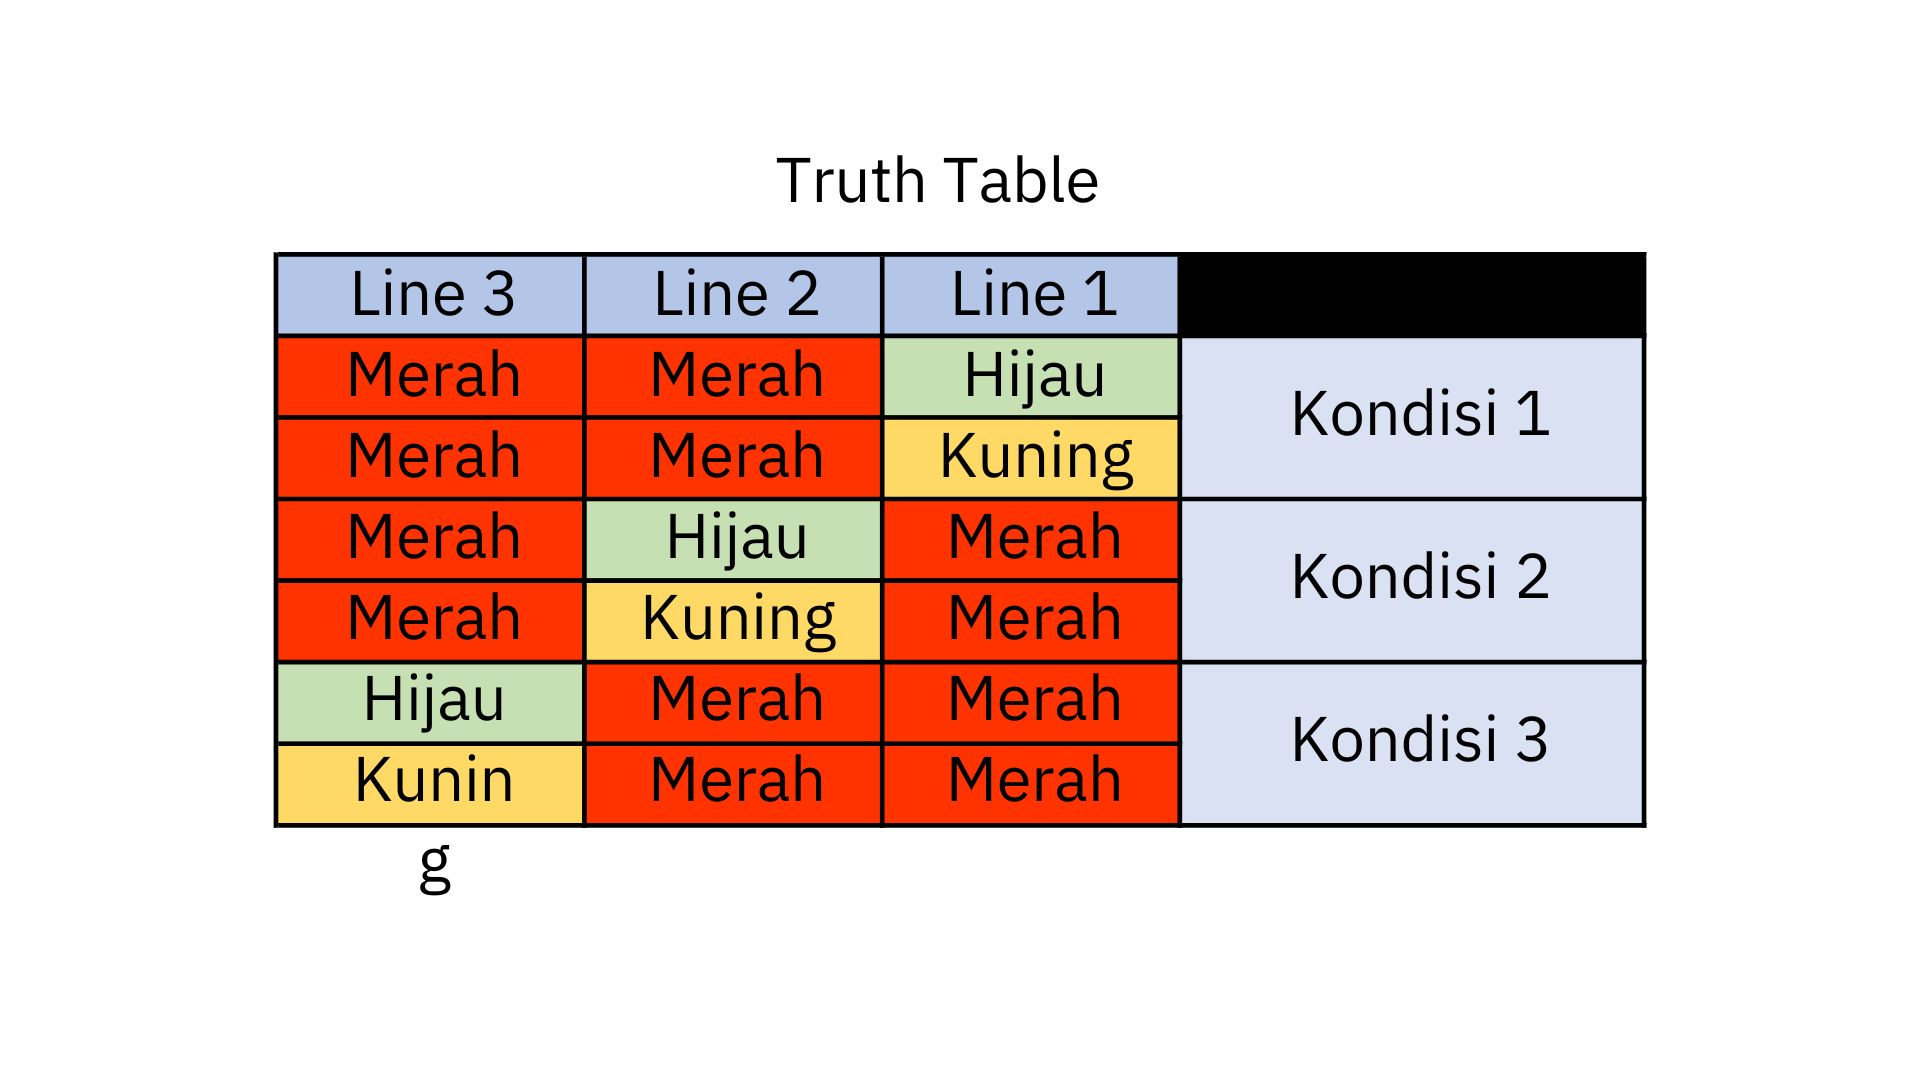 Truth Table
Line 3 Line 2 Line 1
Merah Merah Hijau
Kondisi 1
Merah Merah Kuning
Merah Hijau Merah
Kondisi 2
Merah Kuning Merah
Hijau Merah Merah
Kondisi 3
Kunin Merah Merah
g